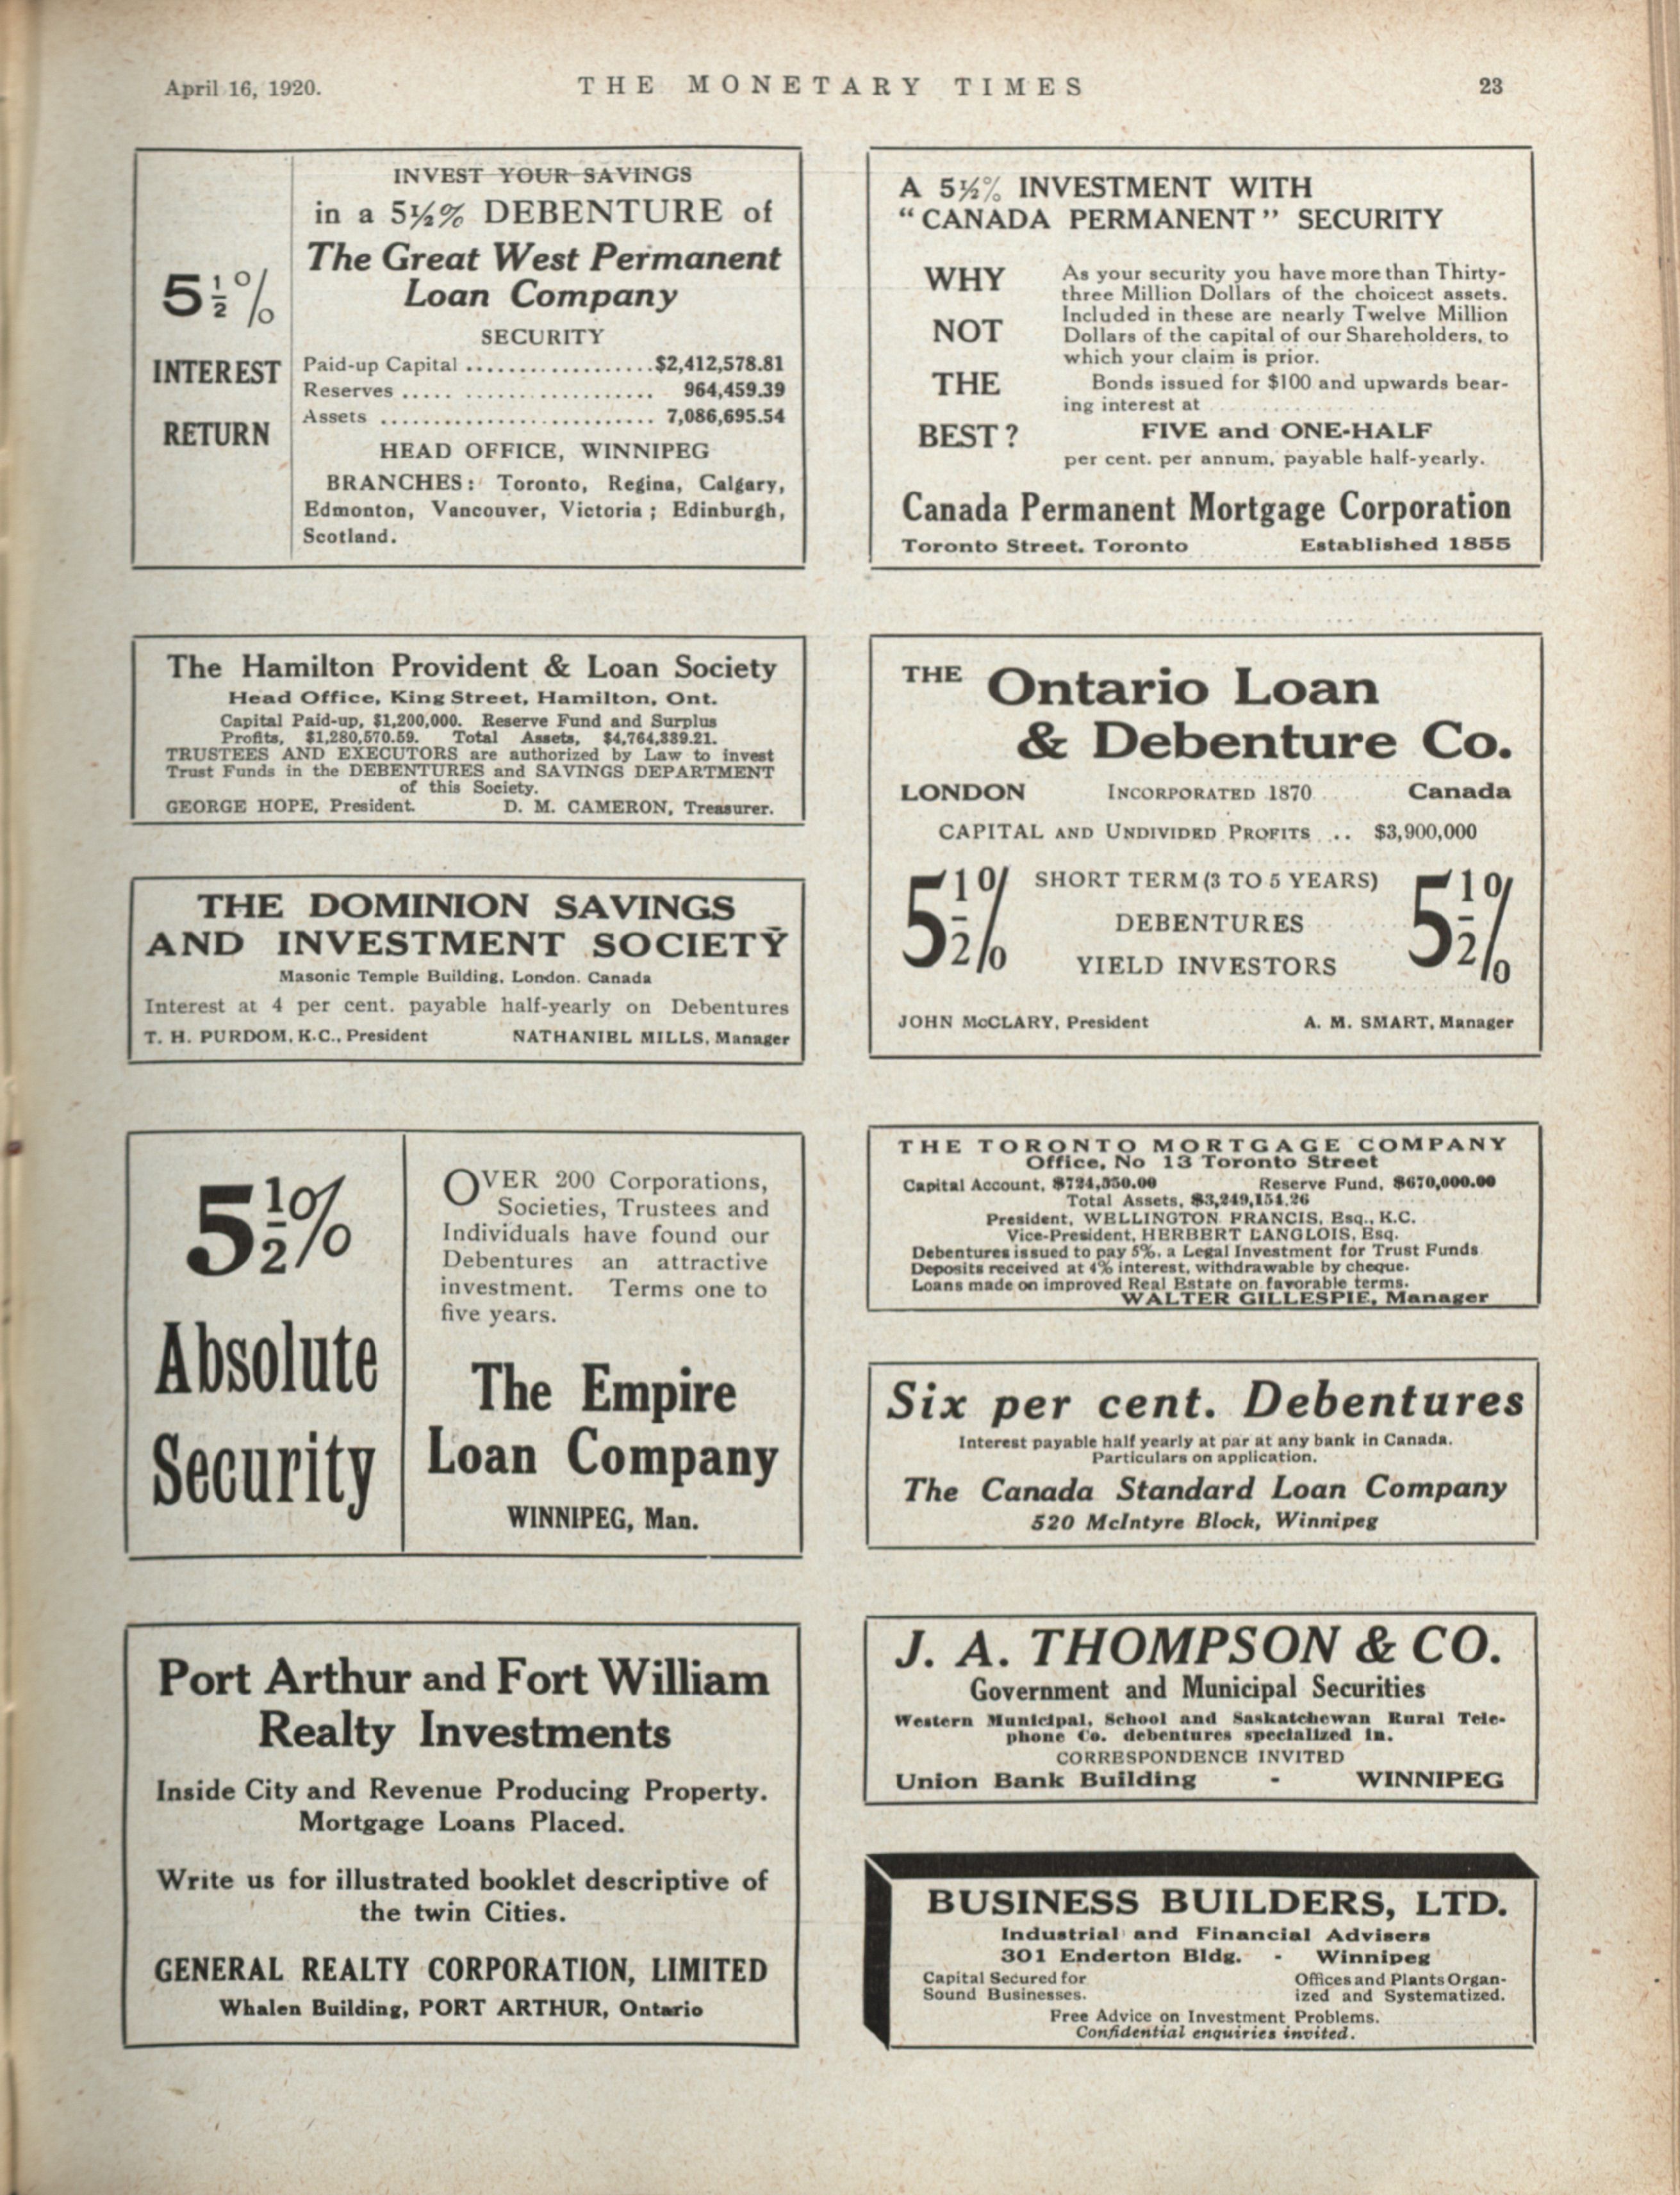 April 16, 1920.
THE MONETARY TIMES
23
5½%
INTEREST
RETURN
INVEST YOUR SAVINGS
in a 5½% DEBENTURE of
The Great West Permanent
Loan Company
SECURITY
Paid-up Capital ..................$2,412,578.81
Reserves ..... .................. 964,459.39
Assets .......................... 7,086,695.54
HEAD OFFICE, WINNIPEG
BRANCHES: Toronto, Regina, Calgary,
Edmonton, Vancouver, Victoria; Edinburgh,
Scotland.
A 5½% INVESTMENT WITH
"CANADA PERMANENT" SECURITY
WHY
NOT
THE
BEST?
As your security you have more than Thirty-
three Million Dollars of the choicest assets.
Included in these are nearly Twelve Million
Dollars of the capital of our Shareholders, to
which your claim is prior.
Bonds issued for $100 and upwards bear-
ing interest at
FIVE and ONE-HALF
per cent. per annum, payable half-yearly.
Canada Permanent Mortgage Corporation
Toronto Street. Toronto Established 1855
The Hamilton Provident & Loan Society
Head Office, King Street, Hamilton, Ont.
Capital Paid-up, $1,200,000. Reserve Fund and Surplus
Profits, $1,280,570.59. Total Assets, $4,764,339.21.
TRUSTEES AND EXECUTORS are authorized by Law to invest
Trust Funds in the DEBENTURES and SAVINGS DEPARTMENT
of this Society.
GEORGE HOPE, President. D. M. CAMERON, Treasurer.
THE Ontario Loan
& Debenture Co.
LONDON INCORPORATED 1870 Canada
CAPITAL AND UNDIVIDED PROFITS .. $3,900,000
5½%
SHORT TERM (3 TO 5 YEARS)
DEBENTURES
YIELD INVESTORS
5½%
JOHN McCLARY, President A. M. SMART, Manager
THE DOMINION SAVINGS
AND INVESTMENT SOCIETY
Masonic Temple Building, London. Canada
Interest at 4 per cent. payable half-yearly on Debentures
T. H. PURDOM, K.C., President NATHANIEL MILLS, Manager
5½%
Absolute
Security
OVER 200 Corporations,
Societies, Trustees and
Individuals have found our
Debentures an attractive
investment. Terms one to
five years.
The Empire
Loan Company
WINNIPEG, Man.
THE TORONTO MORTGAGE COMPANY
Office, No 13 Toronto Street
Capital Account, $724,550.00 Reserve Fund, $670,000.00
Total Assets, $3,249,154.26
President, WELLINGTON FRANCIS, Esq., K.C.
Vice-President, HERBERT LANGLOIS, Esq.
Debentures issued to pay 5%, a Legal Investment for Trust Funds
Deposits received at 4% interest, withdrawable by cheque.
Loans made on improved Real Estate on favorable terms.
WALTER GILLESPIE, Manager
Six per cent. Debentures
Interest payable half yearly at par at any bank in Canada.
Particulars on application.
The Canada Standard Loan Company
520 McIntyre Block, Winnipeg
Port Arthur and Fort William
Realty Investments
Inside City and Revenue Producing Property.
Mortgage Loans Placed.
Write us for illustrated booklet descriptive of
the twin Cities.
GENERAL REALTY CORPORATION, LIMITED
Whalen Building, PORT ARTHUR, Ontario
J. A. THOMPSON & CO.
Government and Municipal Securities
Western Municipal, School and Saskatchewan Rural Tele-
phone Co. debentures specialized in.
CORRESPONDENCE INVITED
Union Bank Building - WINNIPEG
BUSINESS BUILDERS, LTD.
Industrial and Financial Advisers
301 Enderton Bldg. - Winnipeg
Capital Secured for
Sound Businesses.
Offices and Plants Organ-
ized and Systematized.
Free Advice on Investment Problems.
Confidential enquiries invited.